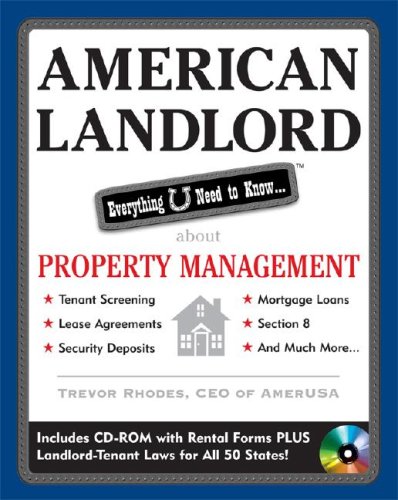 AMERICAN
LANDLORD
Everything U Need to Know...™
about
PROPERTY MANAGEMENT
★ Tenant Screening
★ Lease Agreements
★ Security Deposits
★ Mortgage Loans
★ Section 8
★ And Much More...
TREVOR RHODES, CEO OF AMERUSA
Includes CD-ROM with Rental Forms PLUS
Landlord-Tenant Laws for All 50 States!